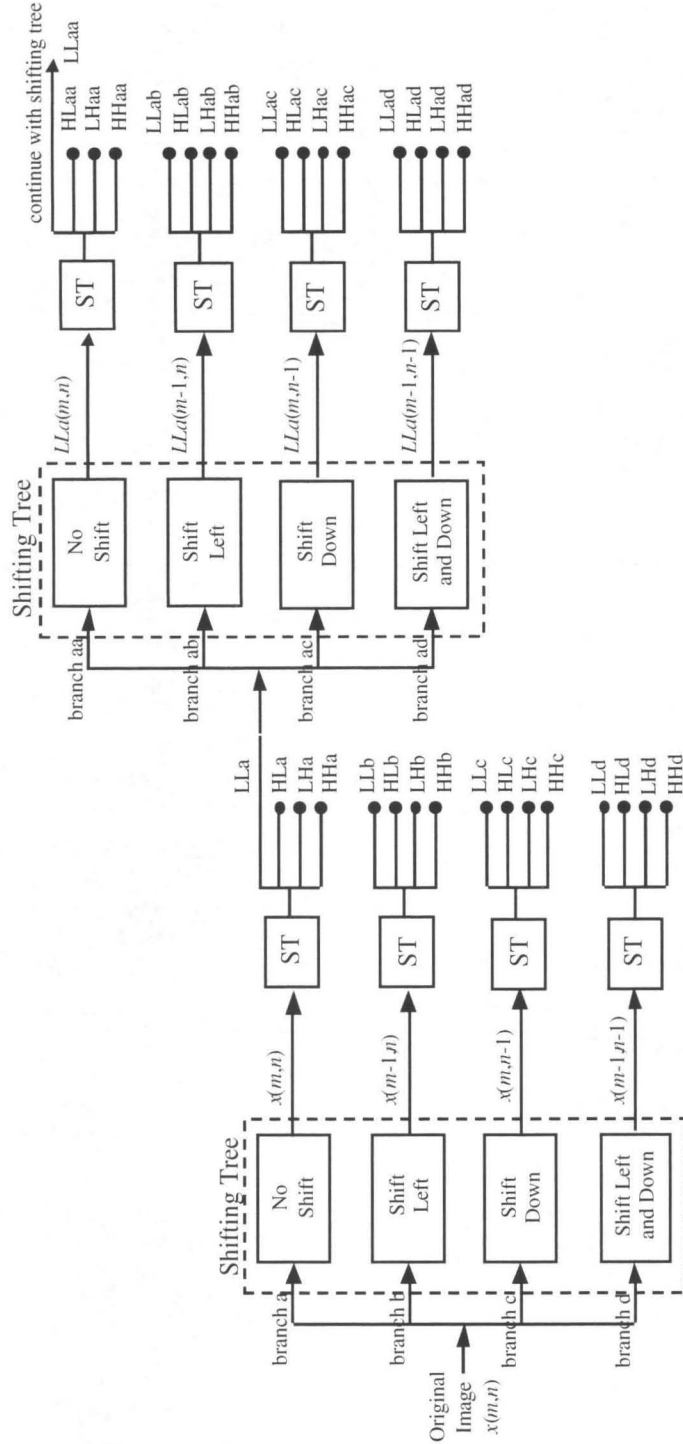 Original
Image
x(m,n)
Shifting Tree
branch a
No
Shift
x(m,n)
ST
LLa
HLa
LHa
HHa
branch b
Shift
Left
x(m-1,n)
ST
LLb
HLb
LHb
HHb
branch c
Shift
Down
x(m,n-1)
ST
LLc
HLc
LHc
HHc
branch d
Shift Left
and Down
x(m-1,n-1)
ST
LLd
HLd
LHd
HHd
Shifting Tree
branch aa
No
Shift
LLa(m,n)
ST
continue with shifting tree
LLaa
HLaa
LHaa
HHaa
branch ab
Shift
Left
LLa(m-1,n)
ST
LLab
HLab
LHab
HHab
branch ac
Shift
Down
LLa(m,n-1)
ST
LLac
HLac
LHac
HHac
branch ad
Shift Left
and Down
LLa(m-1,n-1)
ST
LLad
HLad
LHad
HHad